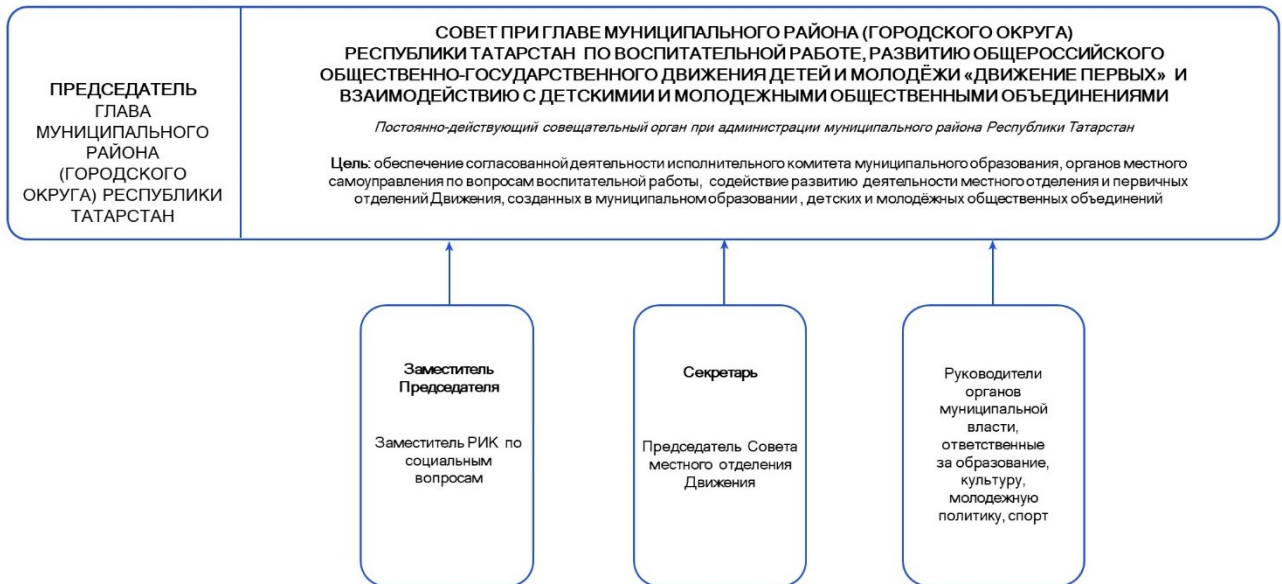 ПРЕДСЕДАТЕЛЬ
ГЛАВА
МУНИЦИПАЛЬНОГО
РАЙОНА
(ГОРОДСКОГО
ОКРУГА) РЕСПУБЛИКИ
ТАТАРСТАН
СОВЕТ ПРИ ГЛАВЕ МУНИЦИПАЛЬНОГО РАЙОНА (ГОРОДСКОГО ОКРУГА)
РЕСПУБЛИКИ ТАТАРСТАН ПО ВОСПИТАТЕЛЬНОЙ РАБОТЕ, РАЗВИТИЮ ОБЩЕРОССИЙСКОГО
ОБЩЕСТВЕННО-ГОСУДАРСТВЕННОГО ДВИЖЕНИЯ ДЕТЕЙ И МОЛОДЁЖИ «ДВИЖЕНИЕ ПЕРВЫХ» И
ВЗАИМОДЕЙСТВИЮ С ДЕТСКИМИИ И МОЛОДЕЖНЫМИ ОБЩЕСТВЕННЫМИ ОБЪЕДИНЕНИЯМИ
Постоянно-действующий совещательный орган при администрации муниципального района Республики Татарстан
Цель: обеспечение согласованной деятельности исполнительного комитета муниципального образования, органов местного
самоуправления по вопросам воспитательной работы, содействие развитию деятельности местного отделения и первичных
отделений Движения, созданных в муниципальном образовании , детских и молодёжных общественных объединений
Заместитель
Председателя
Заместитель РИК по
социальным
вопросам
Секретарь
Председатель Совета
местного отделения
Движения
Руководители
органов
муниципальной
власти,
ответственные
за образование,
культуру,
молодежную
политику, спорт